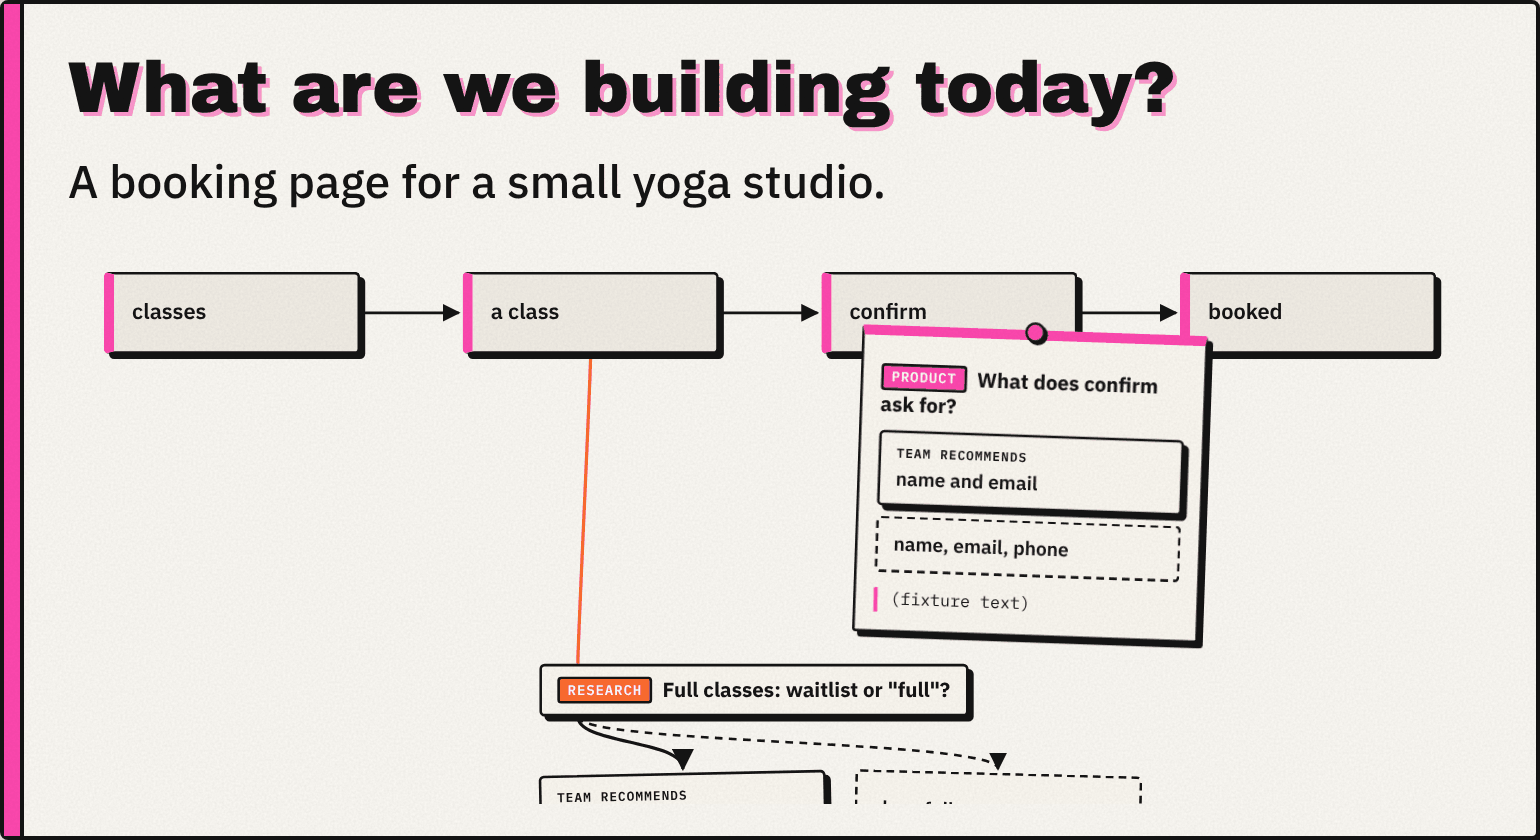 What are we building today?
A booking page for a small yoga studio.
classes
a class
confirm
booked
PRODUCT What does confirm
ask for?
TEAM RECOMMENDS
name and email
name, email, phone
(fixture text)
RESEARCH Full classes: waitlist or "full"?
TEAM RECOMMENDS